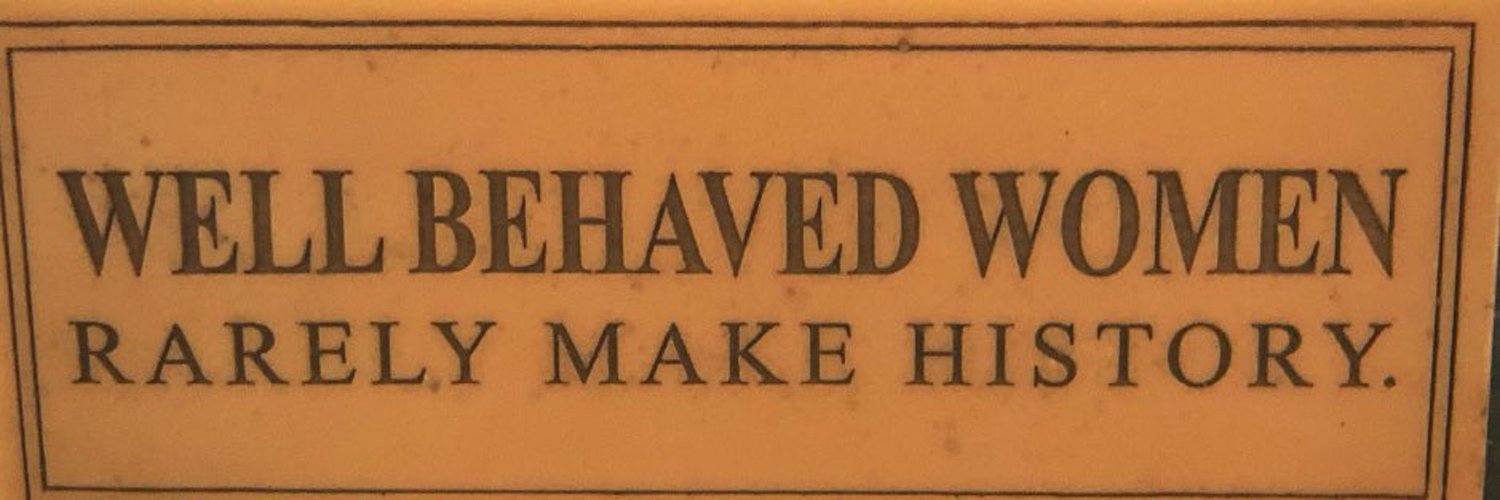 WELL BEHAVED WOMEN
RARELY MAKE HISTORY.